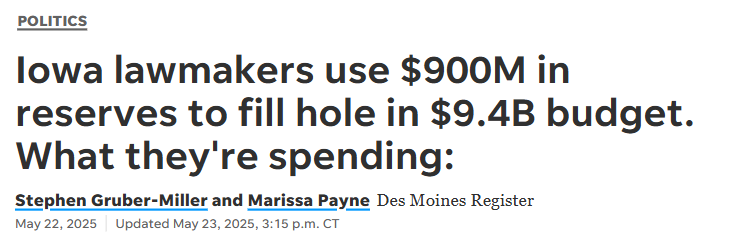 POLITICS
Iowa lawmakers use $900M in
reserves to fill hole in $9.4B budget.
What they're spending:
Stephen Gruber-Miller and Marissa Payne Des Moines Register
May 22, 2025 Updated May 23, 2025, 3:15 p.m. CT